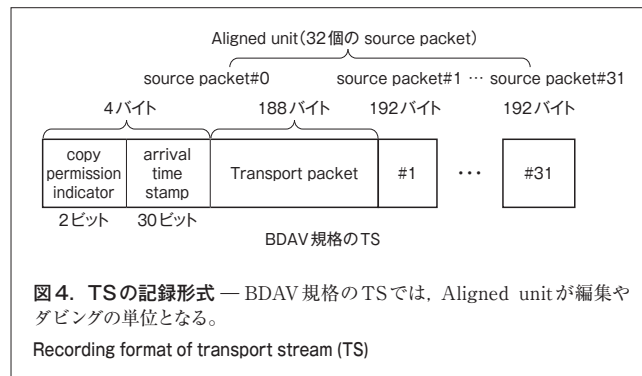 Aligned unit(32個の source packet)
source packet#0 source packet#1 … source packet#31
4バイト 188バイト 192バイト 192バイト
copy permission indicator
arrival time stamp
Transport packet
#1
…
#31
2ビット 30ビット
BDAV規格のTS
図4. TSの記録形式 — BDAV規格のTSでは，Aligned unitが編集や
ダビングの単位となる。
Recording format of transport stream (TS)